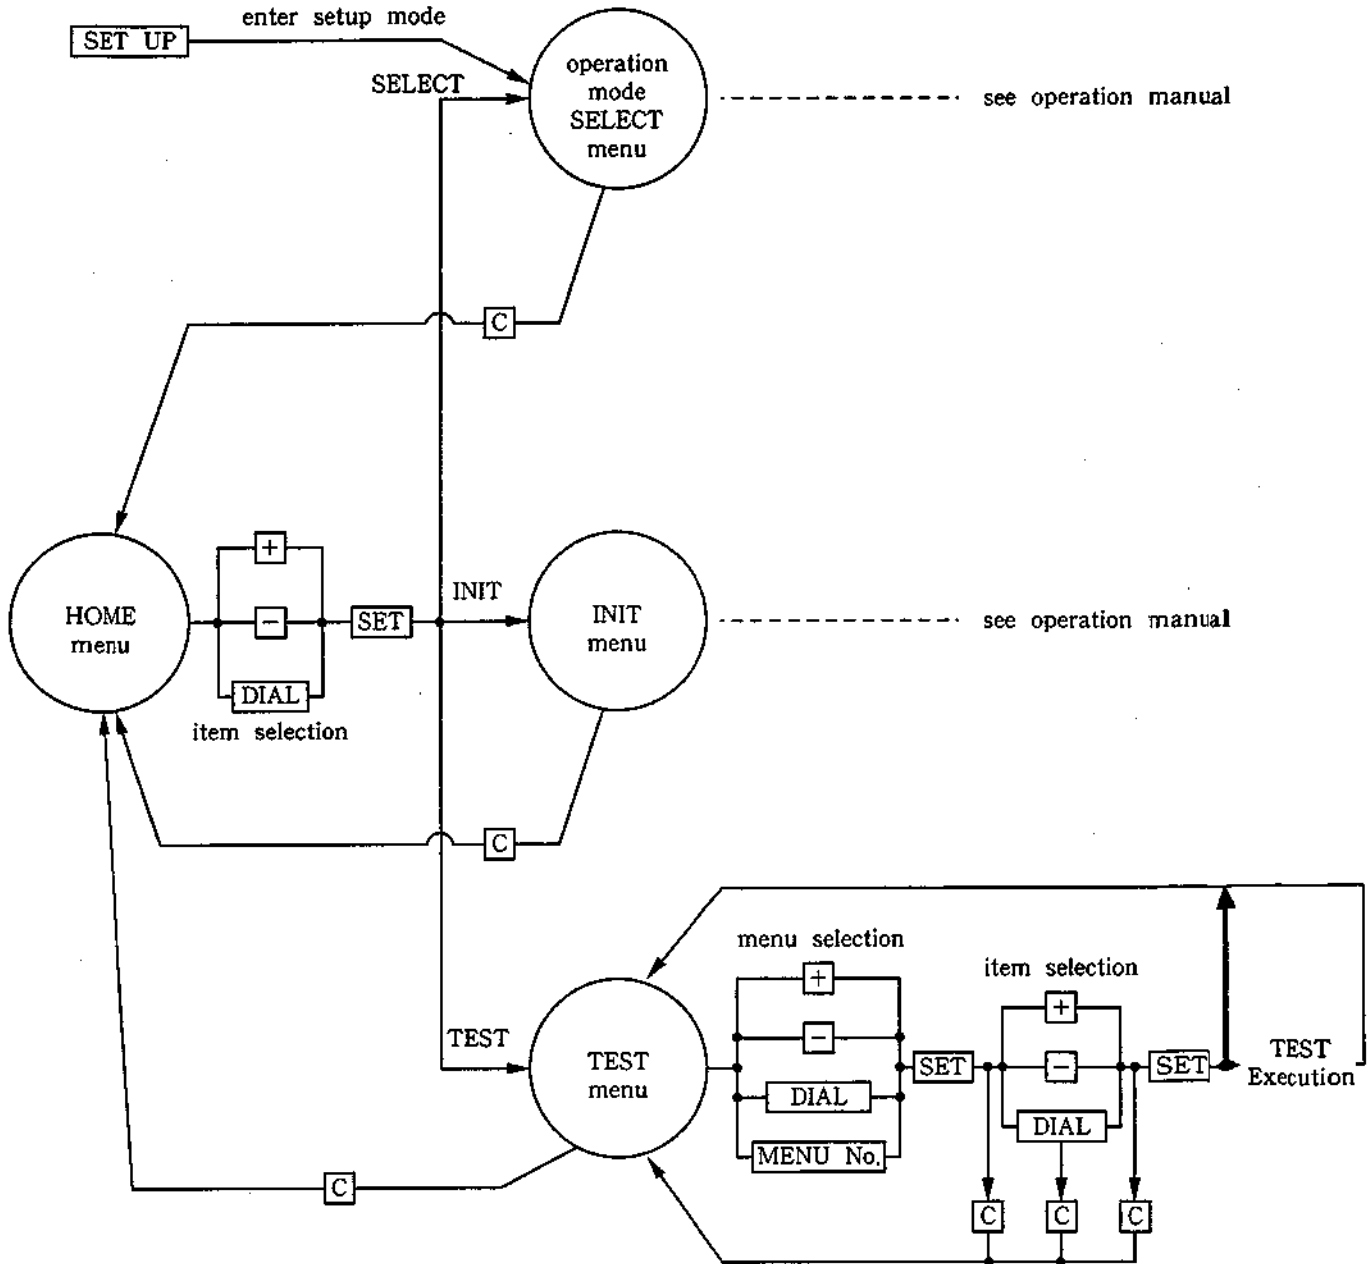 enter setup mode
SET UP
SELECT
operation
mode
SELECT
menu
see operation manual
C
HOME
menu
+
−
DIAL
item selection
SET
INIT
INIT
menu
see operation manual
C
TEST
TEST
menu
menu selection
+
−
DIAL
MENU No.
SET
item selection
+
−
DIAL
SET
TEST
Execution
C
C
C
C